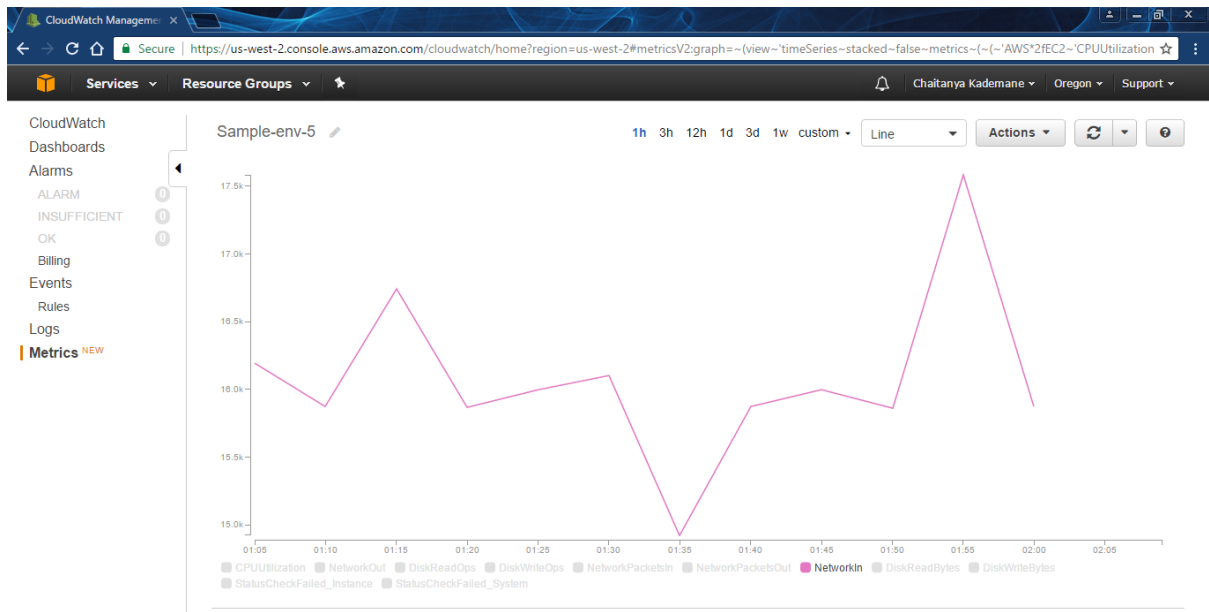 CloudWatch Managemen
Secure | https://us-west-2.console.aws.amazon.com/cloudwatch/home?region=us-west-2#metricsV2:graph=~(view~'timeSeries~stacked~false~metrics~(~(~'AWS*2fEC2~'CPUUtilization
Services Resource Groups Chaitanya Kademane Oregon Support
CloudWatch
Dashboards
Alarms
ALARM 0
INSUFFICIENT 0
OK 0
Billing
Events
Rules
Logs
Metrics NEW
Sample-env-5 1h 3h 12h 1d 3d 1w custom Line Actions
17.5k
17.0k
16.5k
16.0k
15.5k
15.0k
01:05 01:10 01:15 01:20 01:25 01:30 01:35 01:40 01:45 01:50 01:55 02:00 02:05
CPUUtilization NetworkOut DiskReadOps DiskWriteOps NetworkPacketsIn NetworkPacketsOut NetworkIn DiskReadBytes DiskWriteBytes
StatusCheckFailed_Instance StatusCheckFailed_System